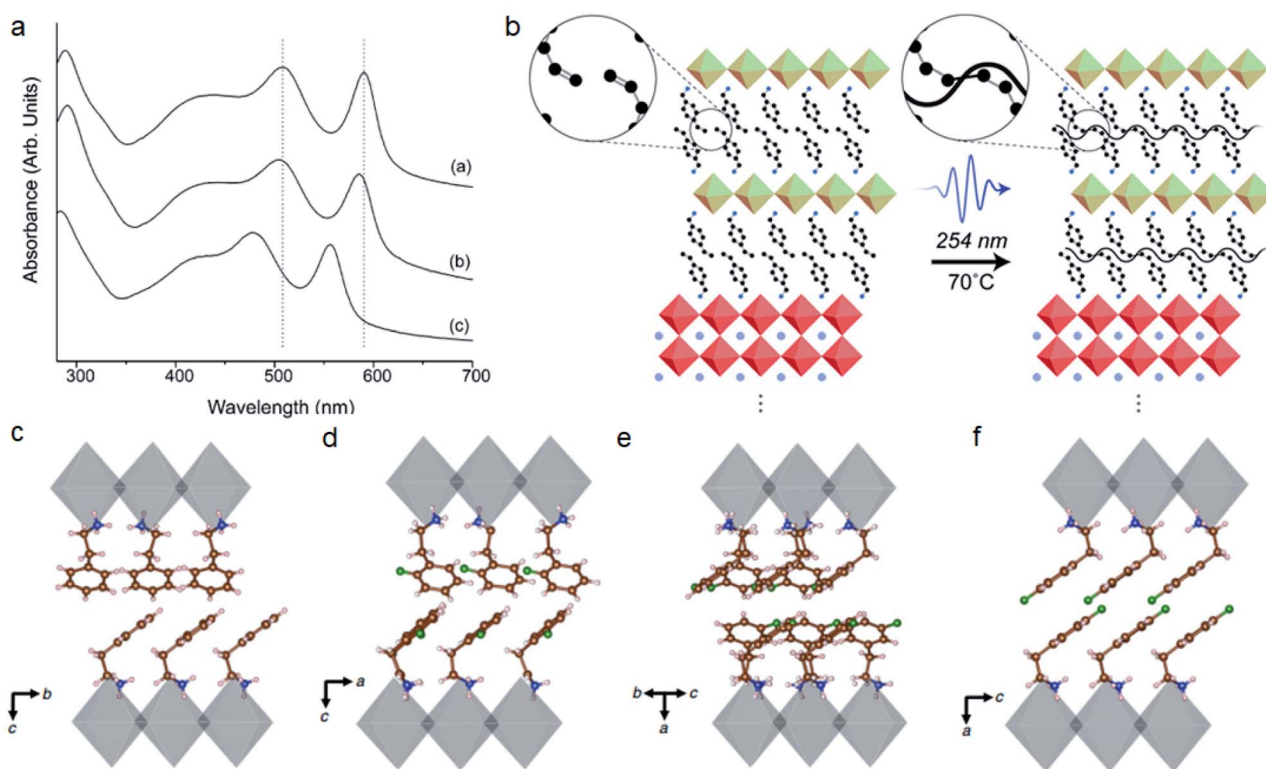 a
Absorbance (Arb. Units)
(a)
(b)
(c)
300 400 500 600 700
Wavelength (nm)
b
254 nm
70°C
⋮ ⋮
c
b
c
d
a
c
e
b c
a
f
c
a